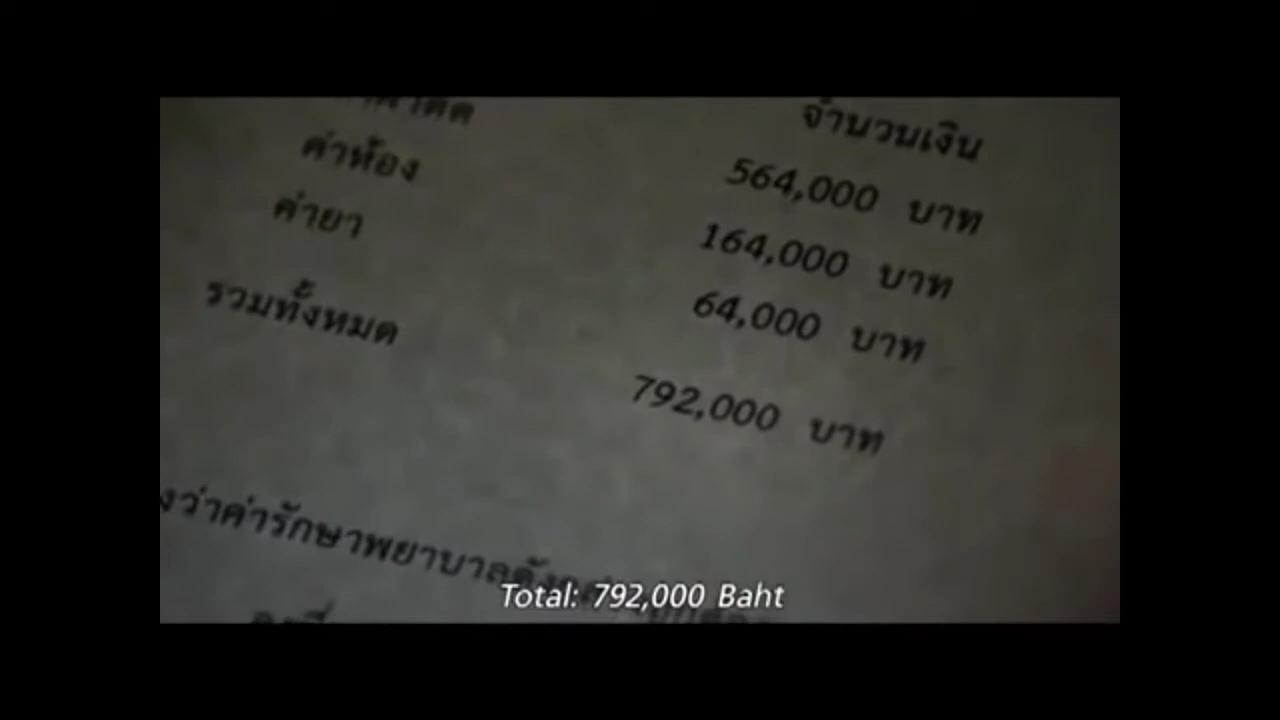 จำนวนเงิน
564,000 บาท
ค่าห้อง 164,000 บาท
ค่ายา 64,000 บาท
รวมทั้งหมด 792,000 บาท
ว่าค่ารักษาพยาบาล
Total: 792,000 Baht